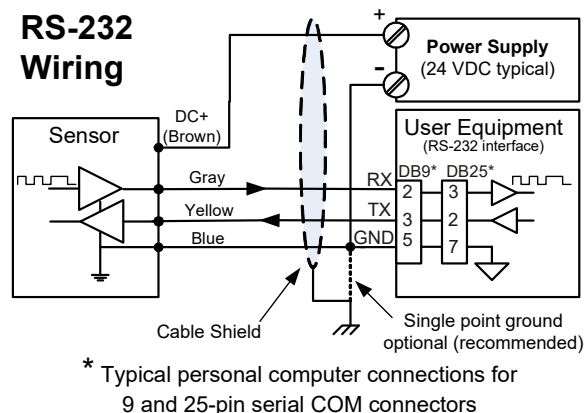 RS-232
Wiring
+
-
Power Supply
(24 VDC typical)
DC+
(Brown)
Sensor
User Equipment
(RS-232 interface)
DB9* DB25*
Gray
RX
2
3
Yellow
TX
3
2
Blue
GND
5
7
Cable Shield
Single point ground
optional (recommended)
* Typical personal computer connections for
9 and 25-pin serial COM connectors